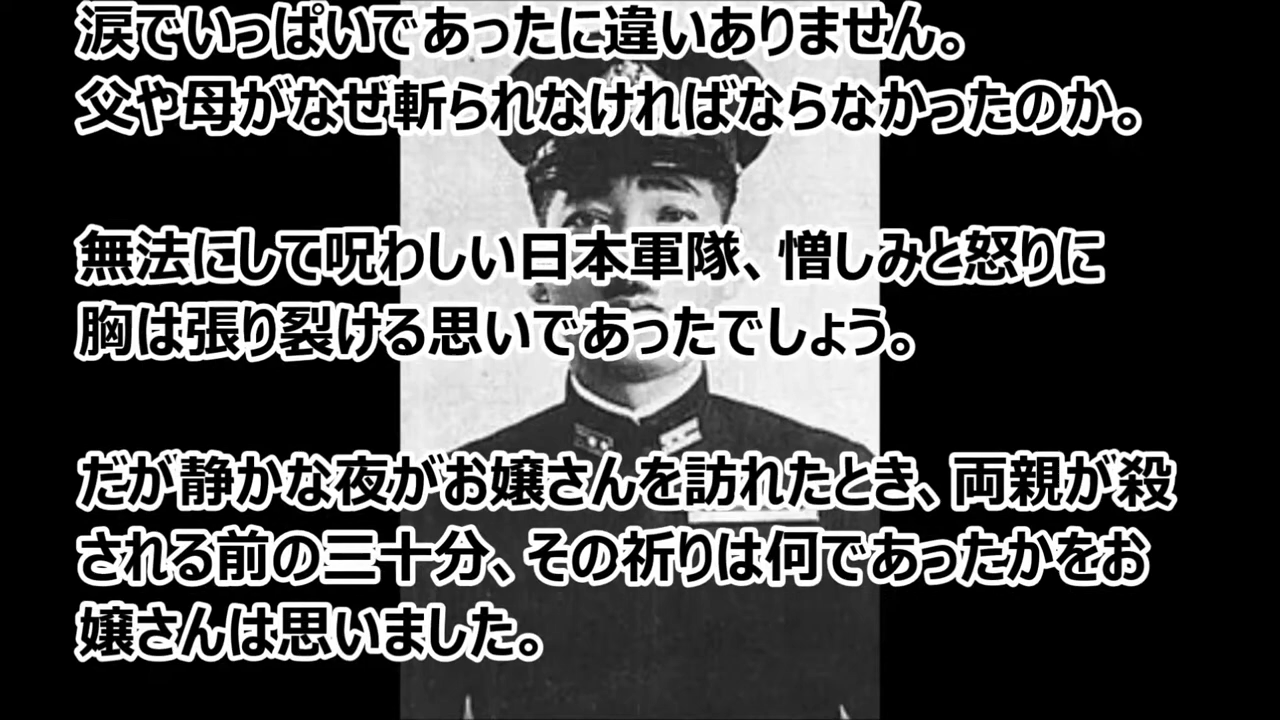 涙でいっぱいであったに違いありません。
父や母がなぜ斬られなければならなかったのか。
無法にして呪わしい日本軍隊、憎しみと怒りに
胸は張り裂ける思いであったでしょう。
だが静かな夜がお嬢さんを訪れたとき、両親が殺
される前の三十分、その祈りは何であったかをお
嬢さんは思いました。